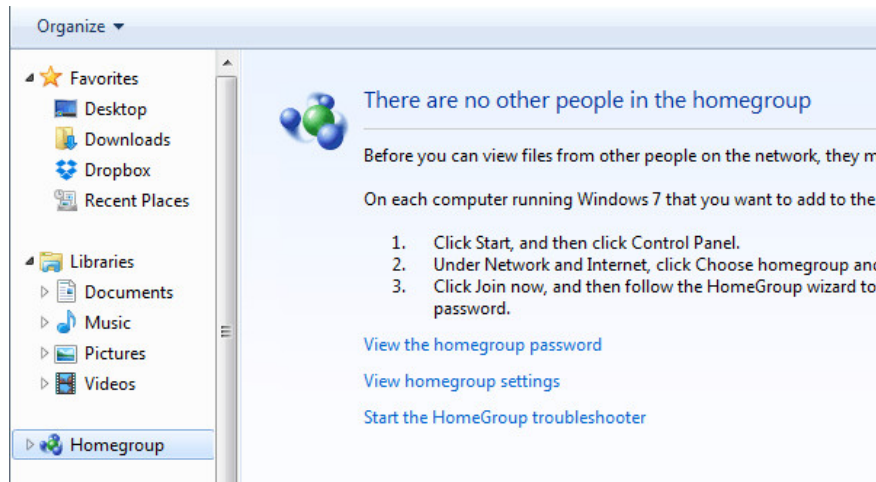 Organize
Favorites
Desktop
Downloads
Dropbox
Recent Places
Libraries
Documents
Music
Pictures
Videos
Homegroup
There are no other people in the homegroup
Before you can view files from other people on the network, they
On each computer running Windows 7 that you want to add to the
1. Click Start, and then click Control Panel.
2. Under Network and Internet, click Choose homegroup and
3. Click Join now, and then follow the HomeGroup wizard to
password.
View the homegroup password
View homegroup settings
Start the HomeGroup troubleshooter